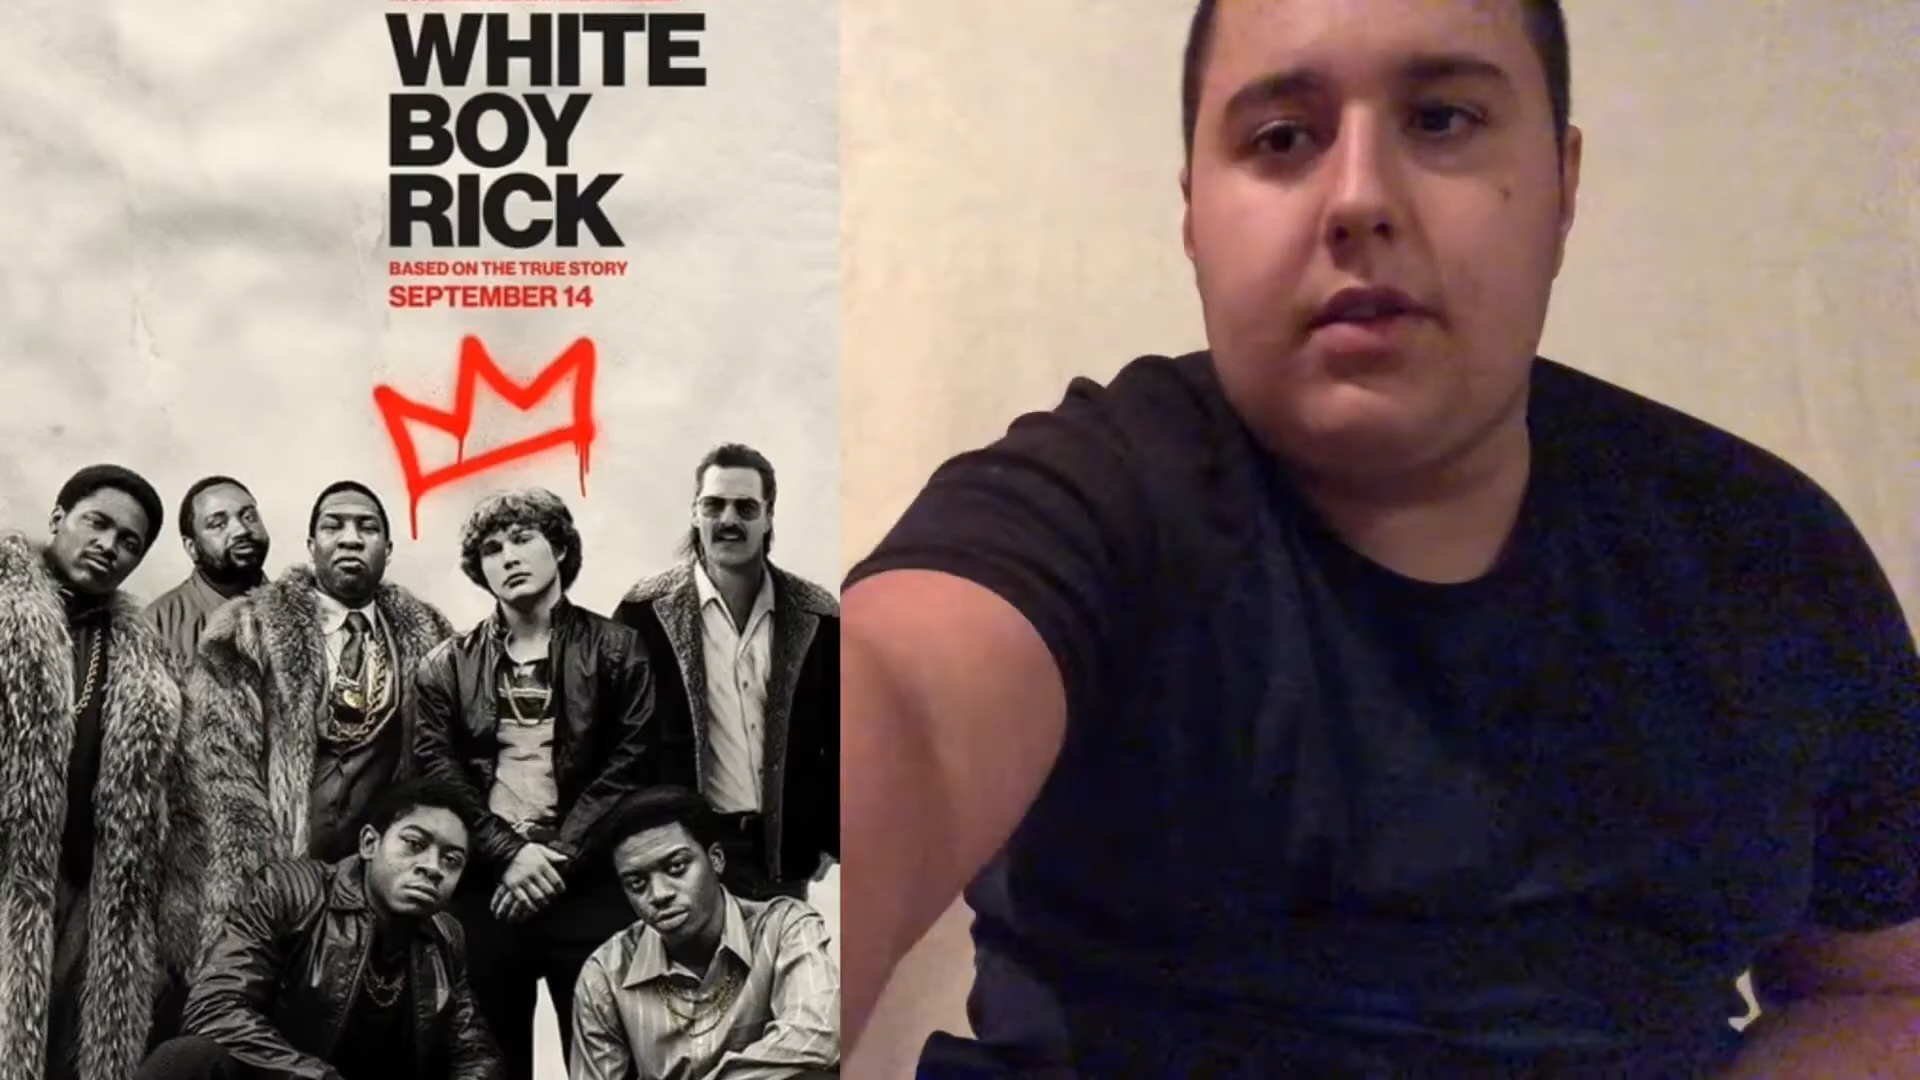 WHITE
BOY
RICK
BASED ON THE TRUE STORY
SEPTEMBER 14